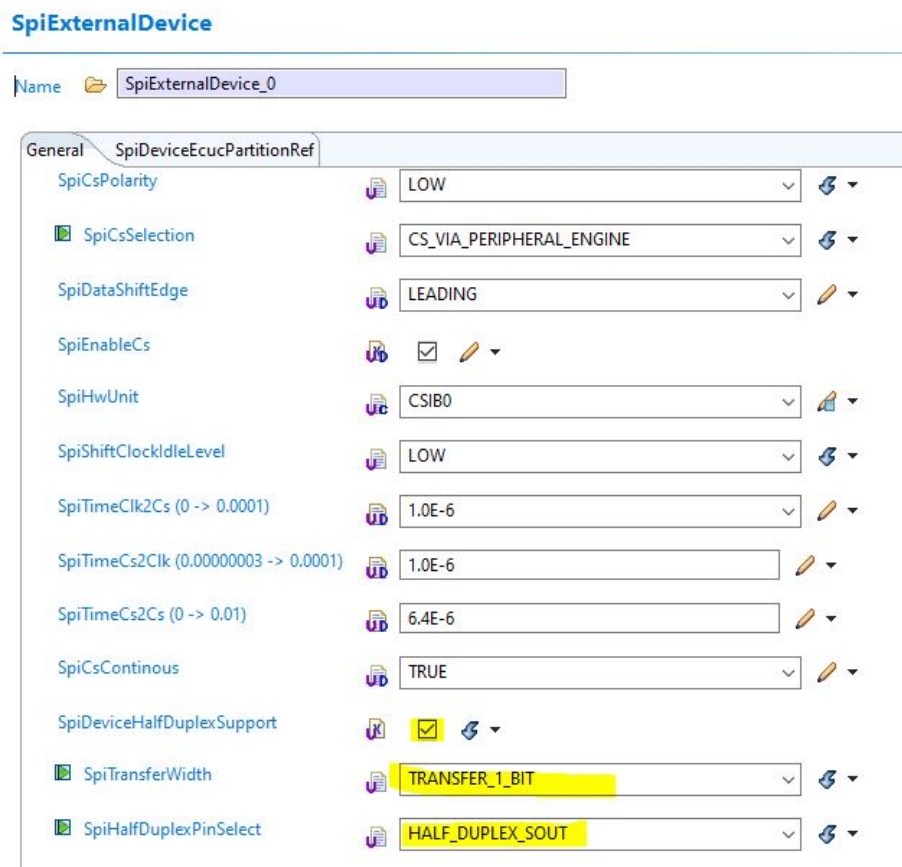 SpiExternalDevice
Name SpiExternalDevice_0
General SpiDeviceEcucPartitionRef
SpiCsPolarity LOW
SpiCsSelection CS_VIA_PERIPHERAL_ENGINE
SpiDataShiftEdge LEADING
SpiEnableCs
SpiHwUnit CSIB0
SpiShiftClockIdleLevel LOW
SpiTimeClk2Cs (0 -> 0.0001) 1.0E-6
SpiTimeCs2Clk (0.00000003 -> 0.0001) 1.0E-6
SpiTimeCs2Cs (0 -> 0.01) 6.4E-6
SpiCsContinous TRUE
SpiDeviceHalfDuplexSupport
SpiTransferWidth TRANSFER_1_BIT
SpiHalfDuplexPinSelect HALF_DUPLEX_SOUT